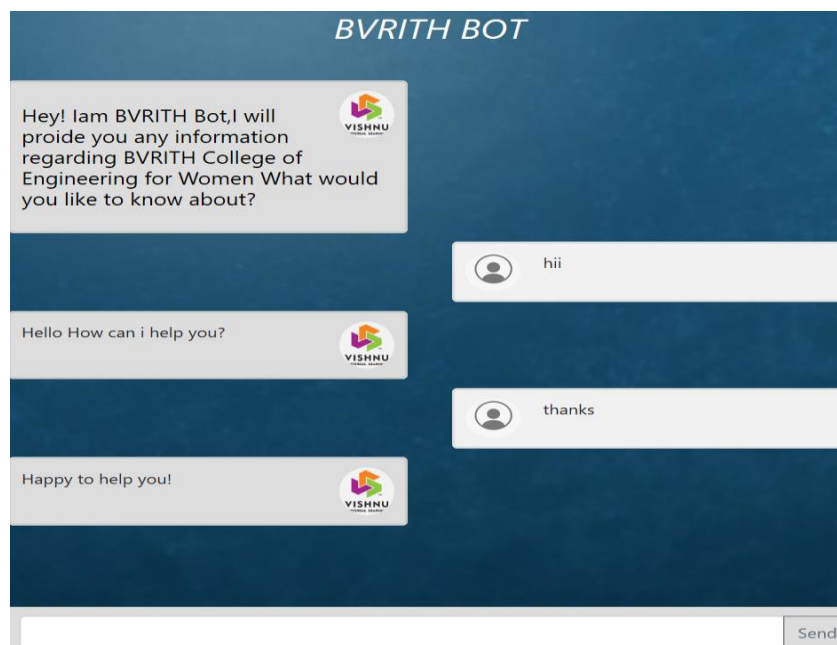 BVRITH BOT
Hey! Iam BVRITH Bot,I will
proide you any information
regarding BVRITH College of
Engineering for Women What would
you like to know about?
VISHNU
hii
Hello How can i help you?
VISHNU
thanks
Happy to help you!
VISHNU
Send